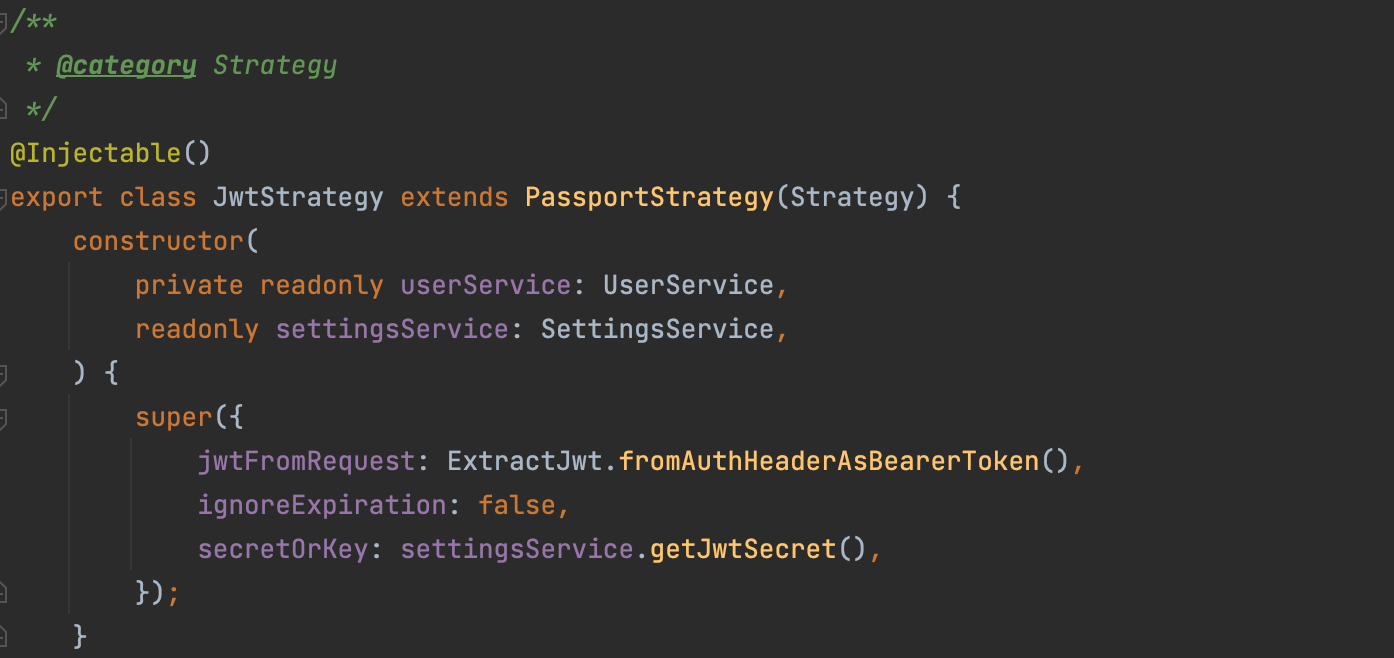 /**
 * @category Strategy
 */
@Injectable()
export class JwtStrategy extends PassportStrategy(Strategy) {
    constructor(
        private readonly userService: UserService,
        readonly settingsService: SettingsService,
    ) {
        super({
            jwtFromRequest: ExtractJwt.fromAuthHeaderAsBearerToken(),
            ignoreExpiration: false,
            secretOrKey: settingsService.getJwtSecret(),
        });
    }